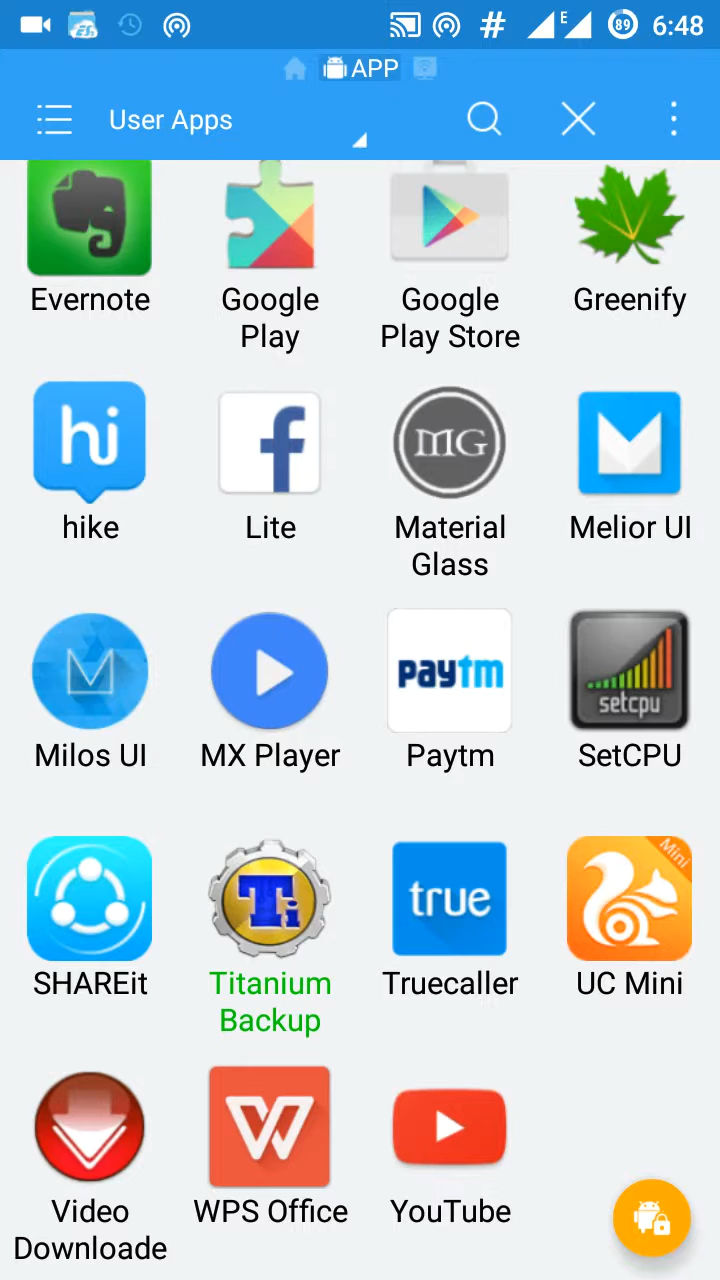 E 89 6:48
APP
User Apps
Evernote
Google
Play
Google
Play Store
Greenify
hi
hike
f
Lite
MG
Material
Glass
Melior UI
M
Milos UI
MX Player
paytm
Paytm
setcpu
SetCPU
SHAREit
Ti
Titanium
Backup
true
Truecaller
Mini
UC Mini
Video
Downloade
W
WPS Office
YouTube